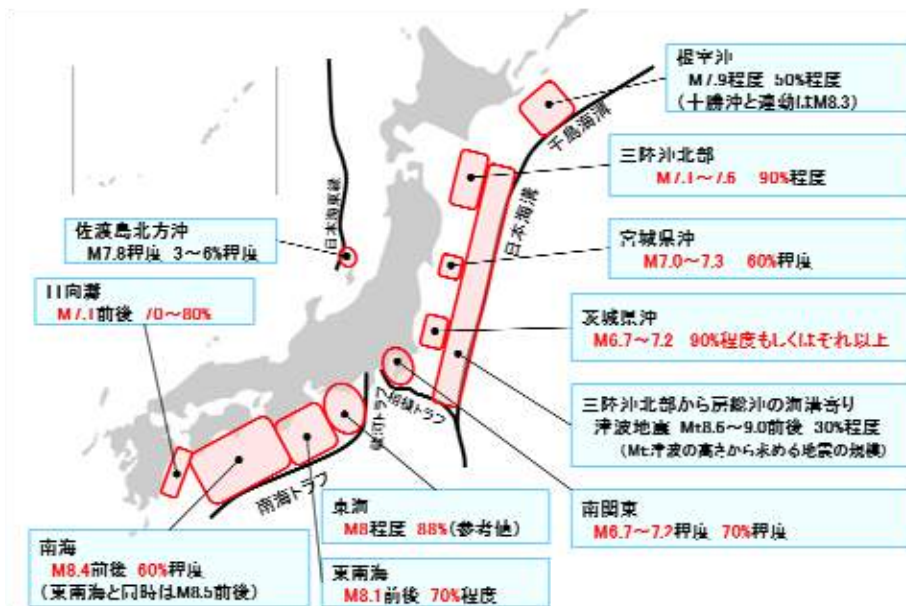 根室沖
M7.9程度 50%程度
(十勝沖と連動はM8.3)
千島海溝
三陸沖北部
M7.1～7.6 90%程度
日本海溝
宮城県沖
M7.0～7.3 60%程度
茨城県沖
M6.7～7.2 90%程度もしくはそれ以上
三陸沖北部から房総沖の海溝寄り
津波地震 Mt8.6～9.0前後 30%程度
(Mt:津波の高さから求める地震の規模)
南関東
M6.7～7.2程度 70%程度
日本海東縁
佐渡島北方沖
M7.8程度 3～6%程度
日向灘
M7.1前後 70～80%
相模トラフ
駿河トラフ
南海トラフ
東海
M8程度 88%(参考値)
南海
M8.4前後 60%程度
(東南海と同時はM8.5前後)
東南海
M8.1前後 70%程度